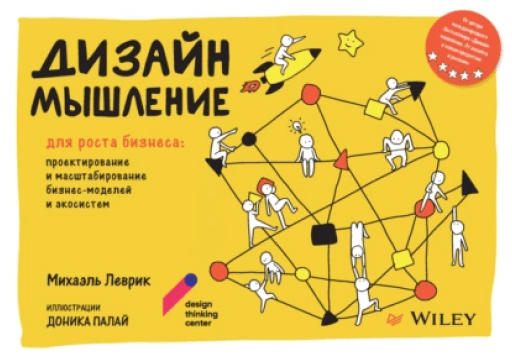 ДИЗАЙН
МЫШЛЕНИЕ
для роста бизнеса:
проектирование
и масштабирование
бизнес-моделей
и экосистем
Михаэль Леврик
ИЛЛЮСТРАЦИИ
ДОНИКА ПАЛАЙ
design
thinking
center
WILEY